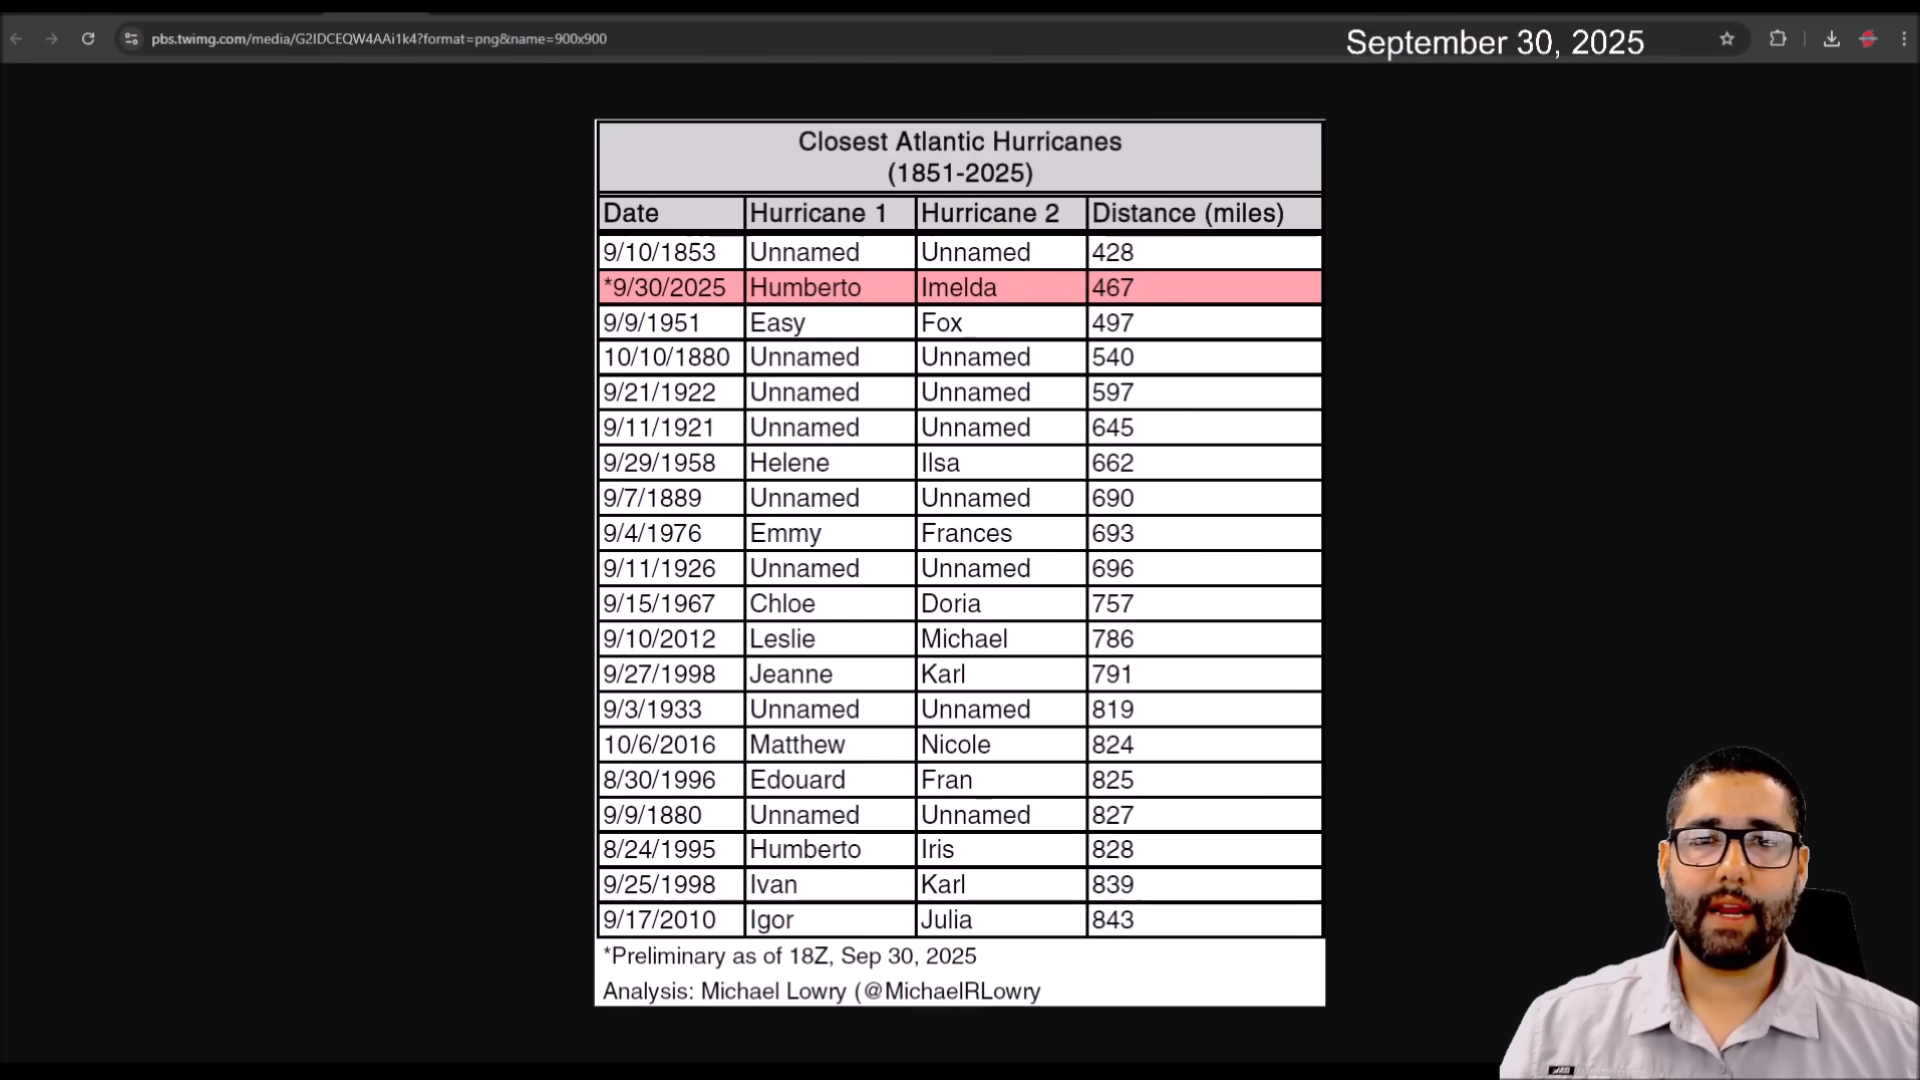 pbs.twimg.com/media/G2IDCEQW4AAi1k4?format=png&name=900x900
September 30, 2025
Closest Atlantic Hurricanes
(1851-2025)
Date Hurricane 1 Hurricane 2 Distance (miles)
9/10/1853 Unnamed Unnamed 428
*9/30/2025 Humberto Imelda 467
9/9/1951 Easy Fox 497
10/10/1880 Unnamed Unnamed 540
9/21/1922 Unnamed Unnamed 597
9/11/1921 Unnamed Unnamed 645
9/29/1958 Helene Ilsa 662
9/7/1889 Unnamed Unnamed 690
9/4/1976 Emmy Frances 693
9/11/1926 Unnamed Unnamed 696
9/15/1967 Chloe Doria 757
9/10/2012 Leslie Michael 786
9/27/1998 Jeanne Karl 791
9/3/1933 Unnamed Unnamed 819
10/6/2016 Matthew Nicole 824
8/30/1996 Edouard Fran 825
9/9/1880 Unnamed Unnamed 827
8/24/1995 Humberto Iris 828
9/25/1998 Ivan Karl 839
9/17/2010 Igor Julia 843
*Preliminary as of 18Z, Sep 30, 2025
Analysis: Michael Lowry (@MichaelRLowry